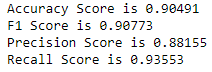 Accuracy Score is 0.90491
F1 Score is 0.90773
Precision Score is 0.88155
Recall Score is 0.93553